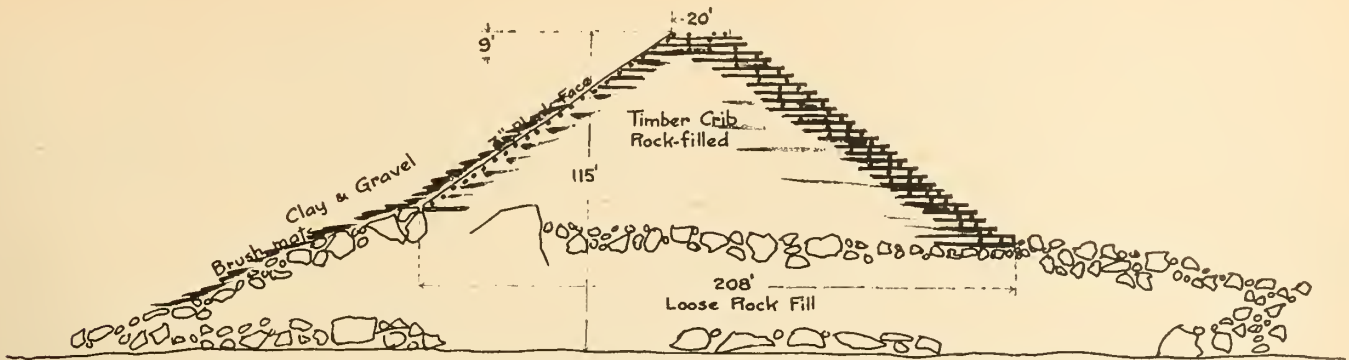 20'
9'
Plank Face
Timber Crib
Rock-filled
115'
Clay & Gravel
Brush mats
208'
Loose Rock Fill